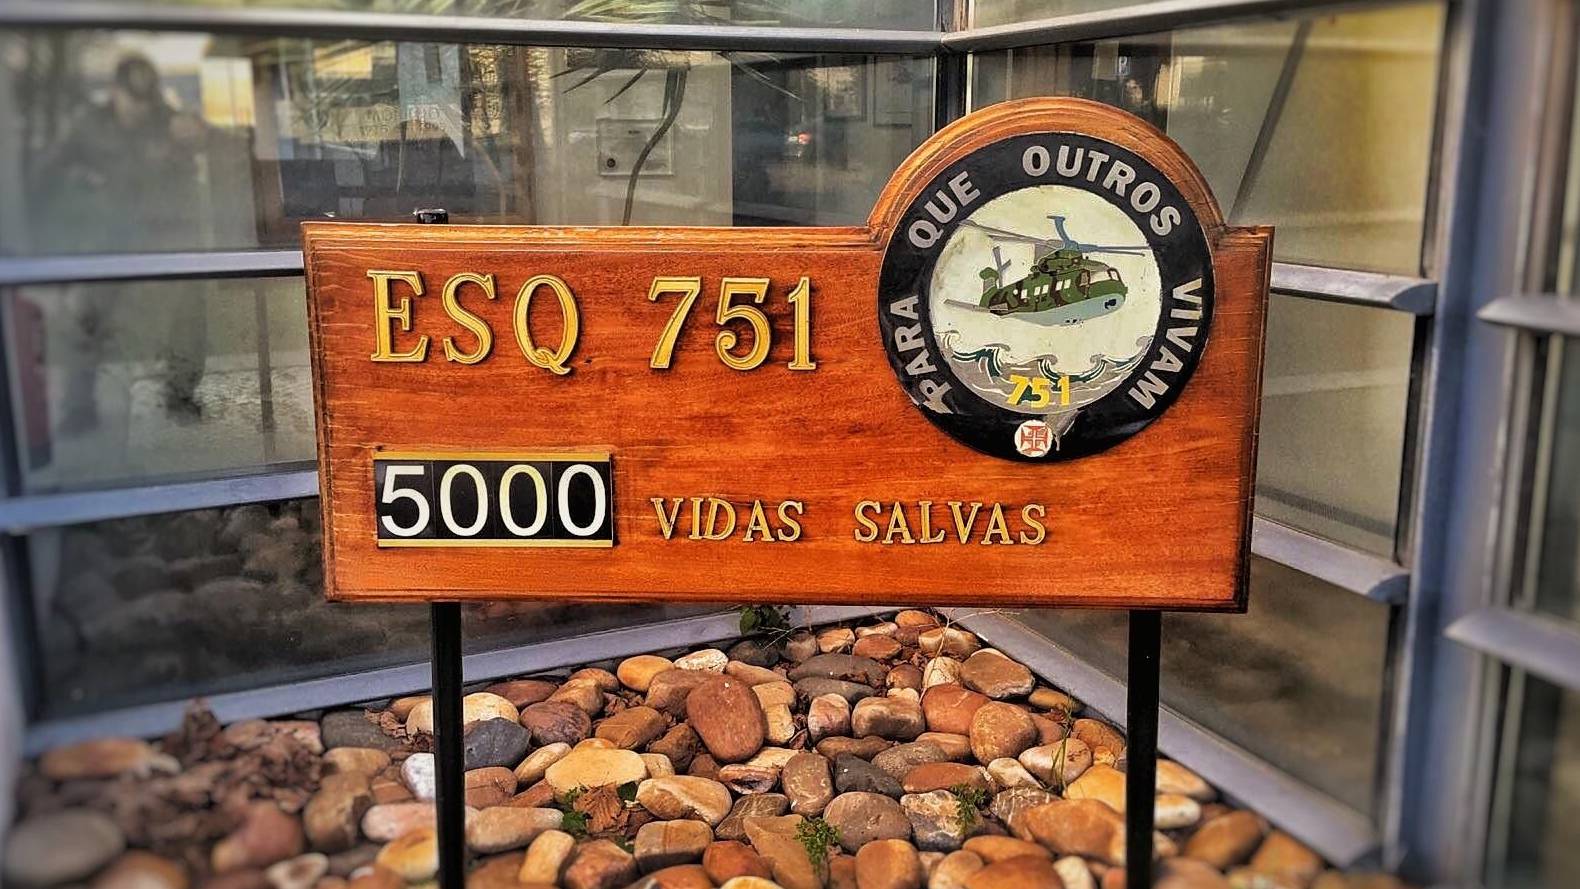 ESQ 751
PARA QUE OUTROS VIVAM
751
5000 VIDAS SALVAS